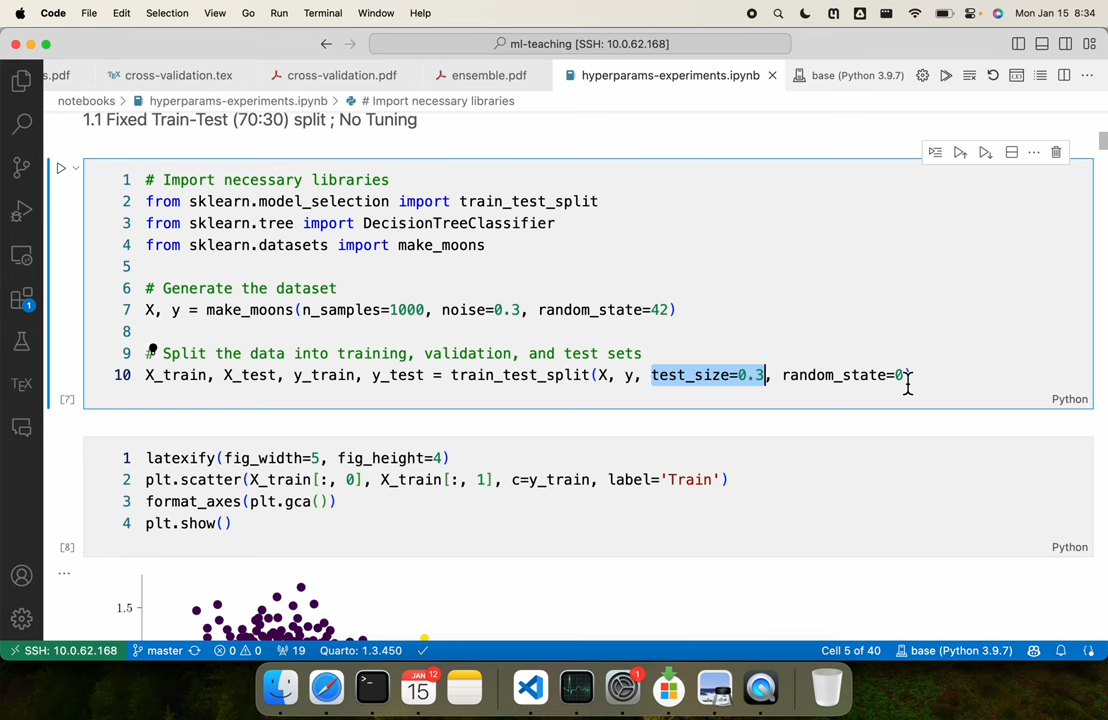 Code File Edit Selection View Go Run Terminal Window Help Mon Jan 15 8:34
ml-teaching [SSH: 10.0.62.168]
s.pdf cross-validation.tex cross-validation.pdf ensemble.pdf hyperparams-experiments.ipynb base (Python 3.9.7)
notebooks > hyperparams-experiments.ipynb > # Import necessary libraries
1.1 Fixed Train-Test (70:30) split ; No Tuning
1 # Import necessary libraries
2 from sklearn.model_selection import train_test_split
3 from sklearn.tree import DecisionTreeClassifier
4 from sklearn.datasets import make_moons
5
6 # Generate the dataset
7 X, y = make_moons(n_samples=1000, noise=0.3, random_state=42)
8
9 # Split the data into training, validation, and test sets
10 X_train, X_test, y_train, y_test = train_test_split(X, y, test_size=0.3, random_state=0)
[7] Python
1 latexify(fig_width=5, fig_height=4)
2 plt.scatter(X_train[:, 0], X_train[:, 1], c=y_train, label='Train')
3 format_axes(plt.gca())
4 plt.show()
[8] Python
...
1.5
1
TEX
SSH: 10.0.62.168 master 0 0 19 Quarto: 1.3.450 Cell 5 of 40 base (Python 3.9.7)
JAN 12
15
1